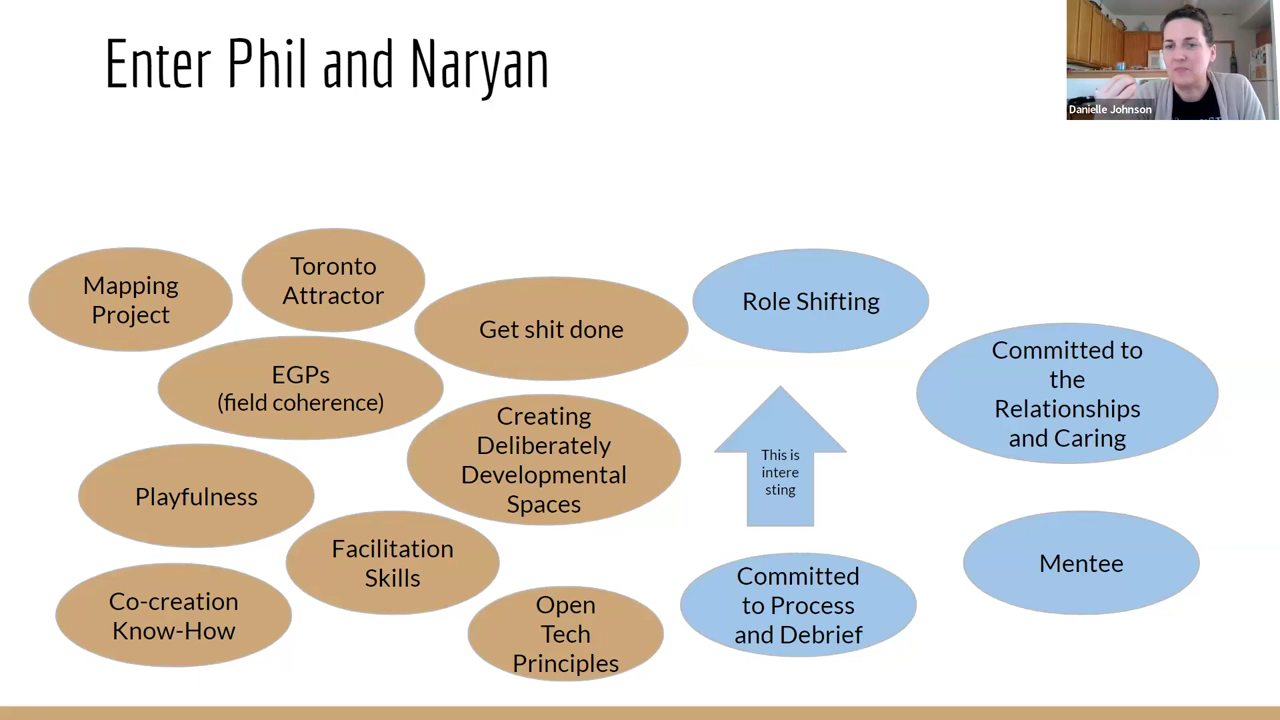 Enter Phil and Naryan
Danielle Johnson
Mapping
Project
Toronto
Attractor
Get shit done
Role Shifting
EGPs
(field coherence)
Committed to
the
Relationships
and Caring
Creating
Deliberately
Developmental
Spaces
This is
intere
sting
Playfulness
Facilitation
Skills
Mentee
Co-creation
Know-How
Open
Tech
Principles
Committed
to Process
and Debrief